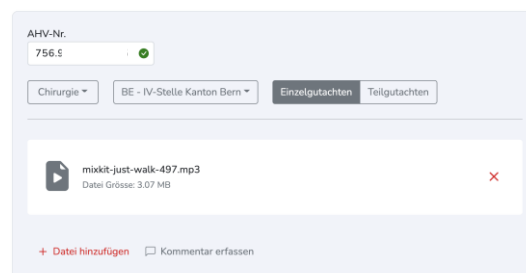 AHV-Nr.
756.9
Chirurgie BE - IV-Stelle Kanton Bern Einzelgutachten Teilgutachten
mixkit-just-walk-497.mp3
Datei Grösse: 3.07 MB
+ Datei hinzufügen Kommentar erfassen